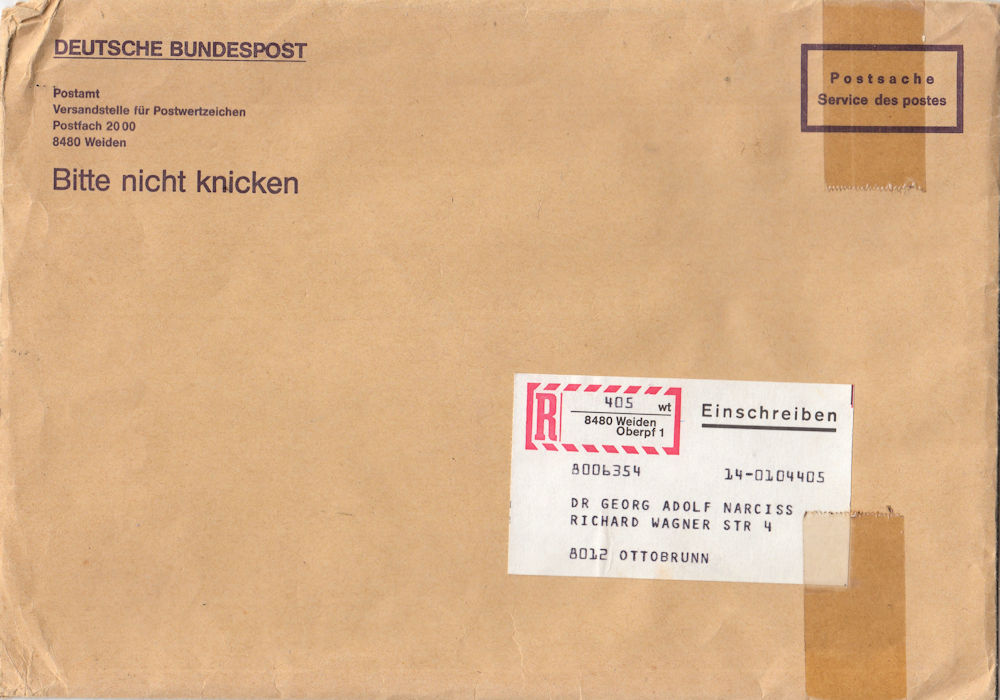 DEUTSCHE BUNDESPOST
Postamt
Versandstelle für Postwertzeichen
Postfach 20 00
8480 Weiden
Bitte nicht knicken
Postsache
Service des postes
R
405 wt
8480 Weiden
Oberpf 1
Einschreiben
8006354 14-0104405
DR GEORG ADOLF NARCISS
RICHARD WAGNER STR 4
8012 OTTOBRUNN